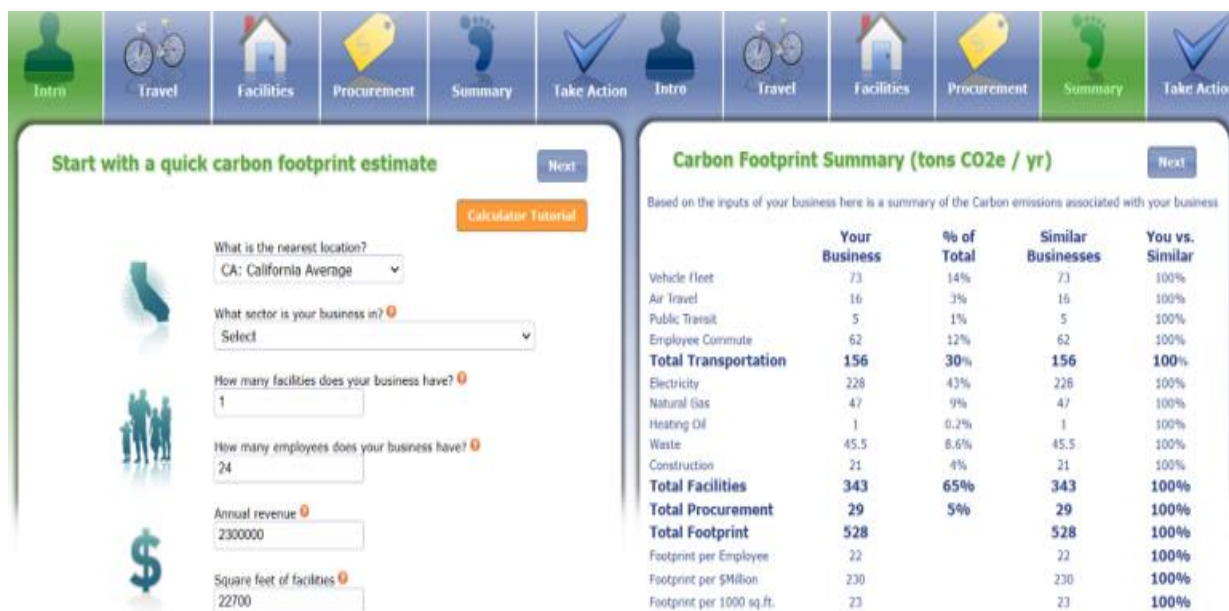 Intro Travel Facilities Procurement Summary Take Action
Start with a quick carbon footprint estimate
Next
Calculator Tutorial
What is the nearest location?
CA: California Average
What sector is your business in? ?
Select
How many facilities does your business have? ?
1
How many employees does your business have? ?
24
Annual revenue ?
2300000
$
Square feet of facilities ?
22700
Intro Travel Facilities Procurement Summary Take Actio
Carbon Footprint Summary (tons CO2e / yr)
Next
Based on the inputs of your business here is a summary of the Carbon emissions associated with your business
Your Business % of Total Similar Businesses You vs. Similar
Vehicle Fleet 73 14% 73 100%
Air Travel 16 3% 16 100%
Public Transit 5 1% 5 100%
Employee Commute 62 12% 62 100%
Total Transportation 156 30% 156 100%
Electricity 228 43% 228 100%
Natural Gas 47 9% 47 100%
Heating Oil 1 0.2% 1 100%
Waste 45.5 8.6% 45.5 100%
Construction 21 4% 21 100%
Total Facilities 343 65% 343 100%
Total Procurement 29 5% 29 100%
Total Footprint 528 528 100%
Footprint per Employee 22 22 100%
Footprint per $Million 230 230 100%
Footprint per 1000 sq.ft. 23 23 100%